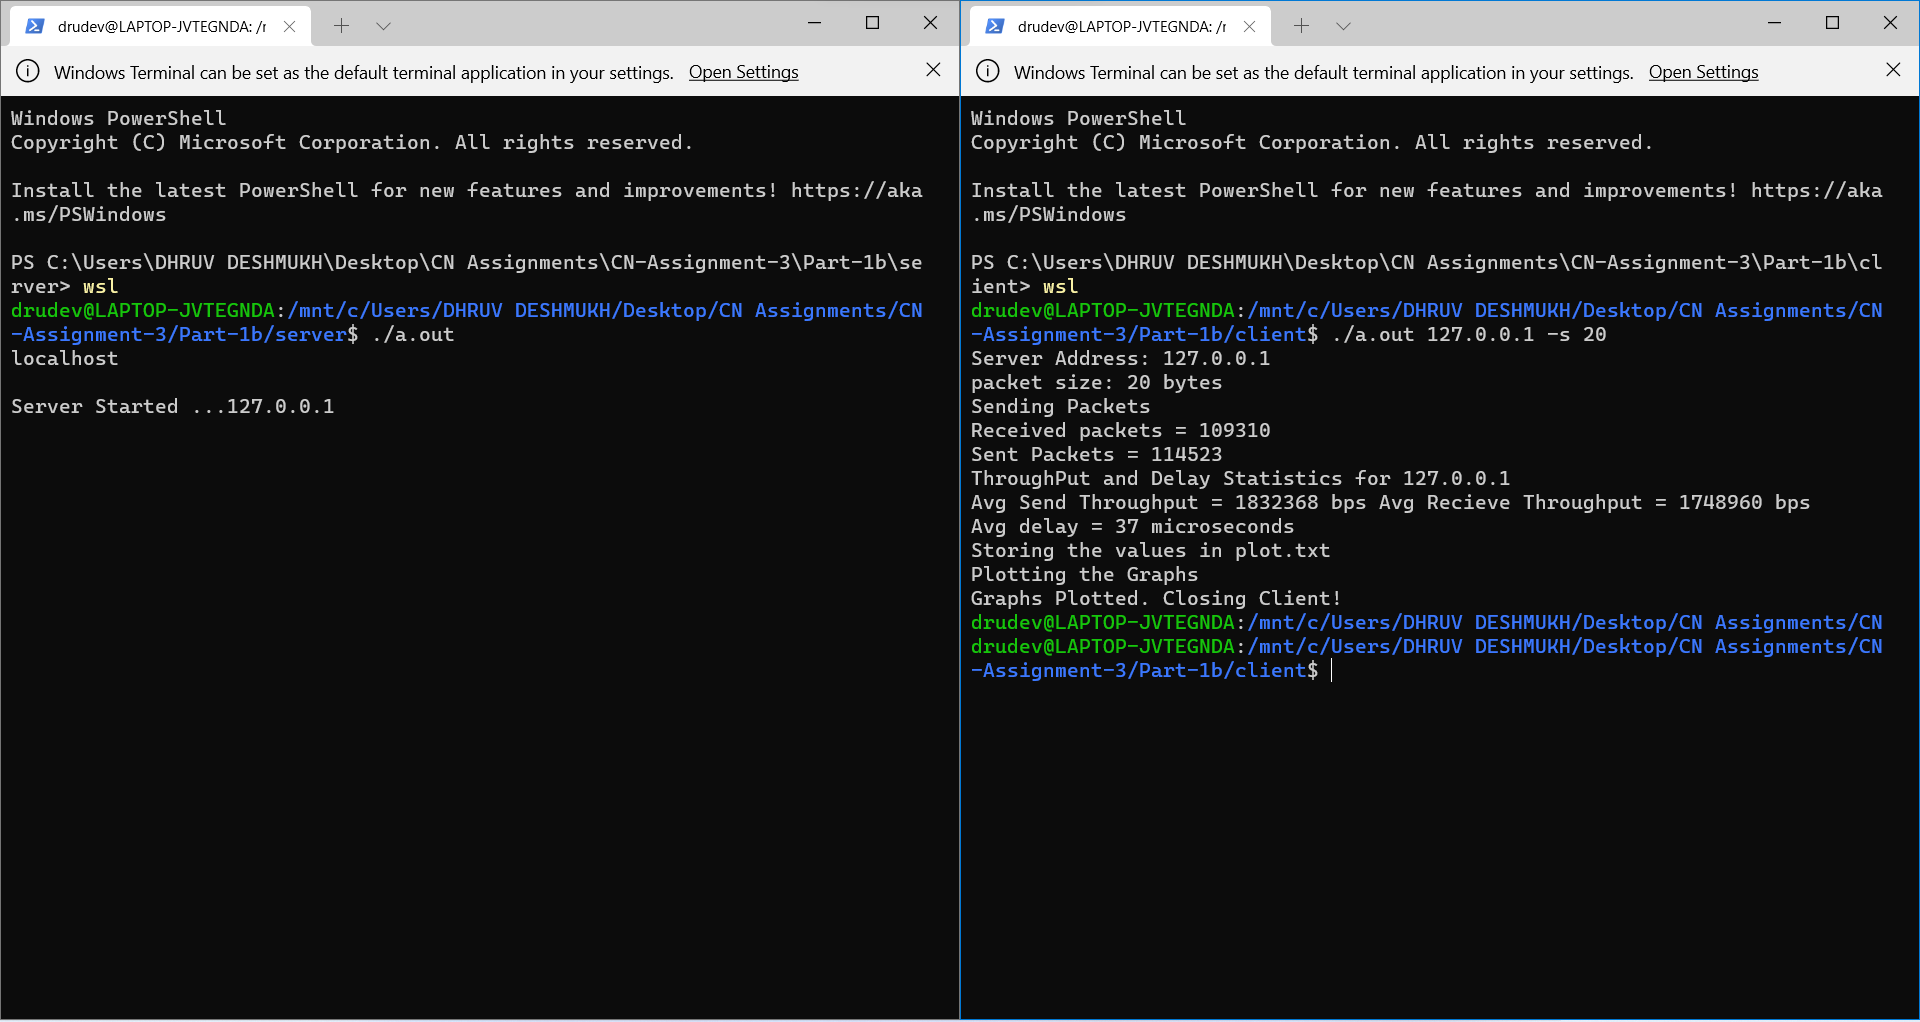 drudev@LAPTOP-JVTEGNDA: /r
Windows Terminal can be set as the default terminal application in your settings. Open Settings
Windows PowerShell
Copyright (C) Microsoft Corporation. All rights reserved.
Install the latest PowerShell for new features and improvements! https://aka
.ms/PSWindows
PS C:\Users\DHRUV DESHMUKH\Desktop\CN Assignments\CN-Assignment-3\Part-1b\se
rver> wsl
drudev@LAPTOP-JVTEGNDA:/mnt/c/Users/DHRUV DESHMUKH/Desktop/CN Assignments/CN
-Assignment-3/Part-1b/server$ ./a.out
localhost
Server Started ...127.0.0.1
drudev@LAPTOP-JVTEGNDA: /r
Windows Terminal can be set as the default terminal application in your settings. Open Settings
Windows PowerShell
Copyright (C) Microsoft Corporation. All rights reserved.
Install the latest PowerShell for new features and improvements! https://aka
.ms/PSWindows
PS C:\Users\DHRUV DESHMUKH\Desktop\CN Assignments\CN-Assignment-3\Part-1b\cl
ient> wsl
drudev@LAPTOP-JVTEGNDA:/mnt/c/Users/DHRUV DESHMUKH/Desktop/CN Assignments/CN
-Assignment-3/Part-1b/client$ ./a.out 127.0.0.1 -s 20
Server Address: 127.0.0.1
packet size: 20 bytes
Sending Packets
Received packets = 109310
Sent Packets = 114523
ThroughPut and Delay Statistics for 127.0.0.1
Avg Send Throughput = 1832368 bps Avg Recieve Throughput = 1748960 bps
Avg delay = 37 microseconds
Storing the values in plot.txt
Plotting the Graphs
Graphs Plotted. Closing Client!
drudev@LAPTOP-JVTEGNDA:/mnt/c/Users/DHRUV DESHMUKH/Desktop/CN Assignments/CN
drudev@LAPTOP-JVTEGNDA:/mnt/c/Users/DHRUV DESHMUKH/Desktop/CN Assignments/CN
-Assignment-3/Part-1b/client$